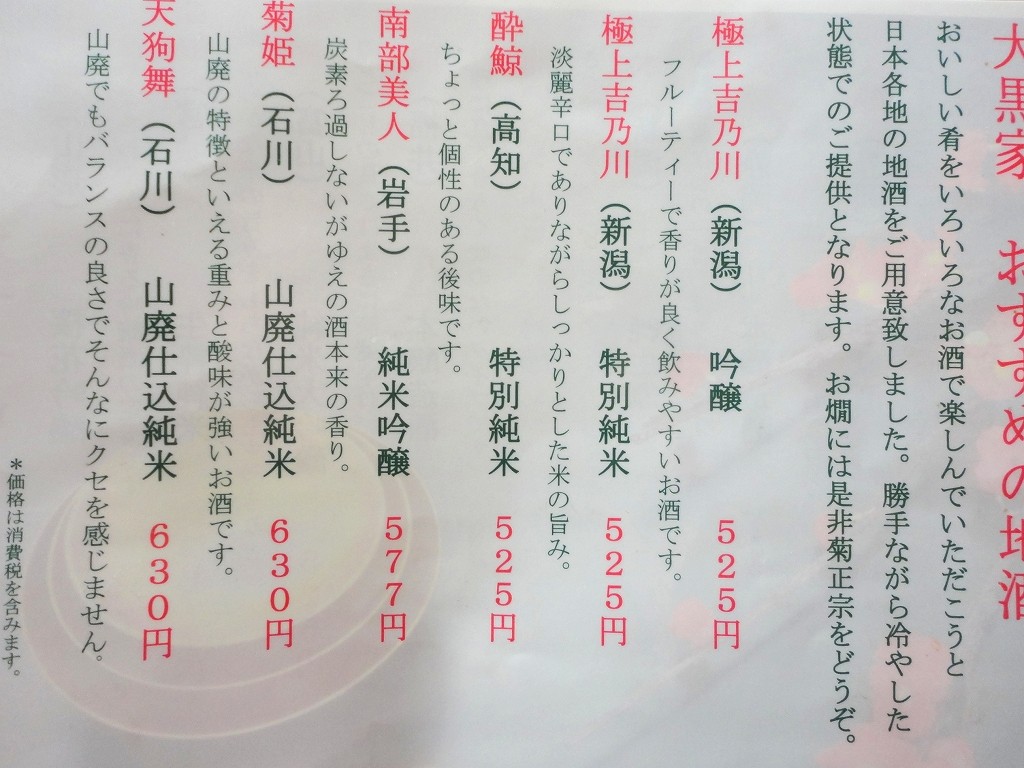 大黒家 おすすめの地酒
おいしい肴をいろいろなお酒で楽しんでいただこうと
日本各地の地酒をご用意致しました。勝手ながら冷やした
状態でのご提供となります。お燗には是非菊正宗をどうぞ。
極上吉乃川（新潟） 吟醸 525円
フルーティーで香りが良く飲みやすいお酒です。
極上吉乃川（新潟） 特別純米 525円
淡麗辛口でありながらしっかりとした米の旨み。
酔鯨（高知） 特別純米 525円
ちょっと個性のある後味です。
南部美人（岩手） 純米吟醸 577円
炭素ろ過しないがゆえの酒本来の香り。
菊姫（石川） 山廃仕込純米 630円
山廃の特徴といえる重みと酸味が強いお酒です。
天狗舞（石川） 山廃仕込純米 630円
山廃でもバランスの良さでそんなにクセを感じません。
＊価格は消費税を含みます。